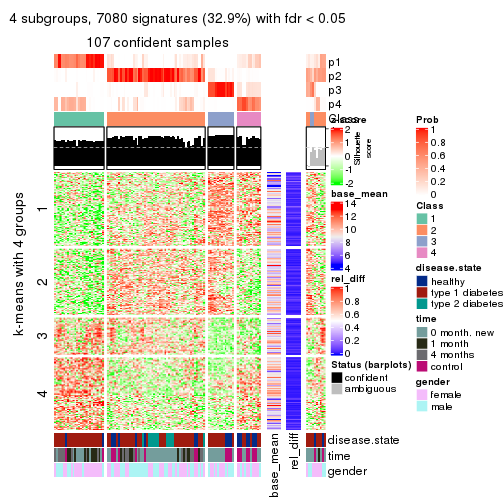 4 subgroups, 7080 signatures (32.9%) with fdr < 0.05
107 confident samples
p1
p2
p3
p4
Class
Silhouette
score
1
2
3
4
k-means with 4 groups
z-score
2
1
0
-1
-2
base_mean
14
12
10
8
6
4
rel_diff
1
0.8
0.6
0.4
0.2
0
Status (barplots)
confident
ambiguous
Prob
1
0.8
0.6
0.4
0.2
0
Class
1
2
3
4
disease.state
healthy
type 1 diabetes
type 2 diabetes
time
0 month. new
1 month
4 months
control
gender
female
male
disease.state
time
gender
base_mean
rel_diff